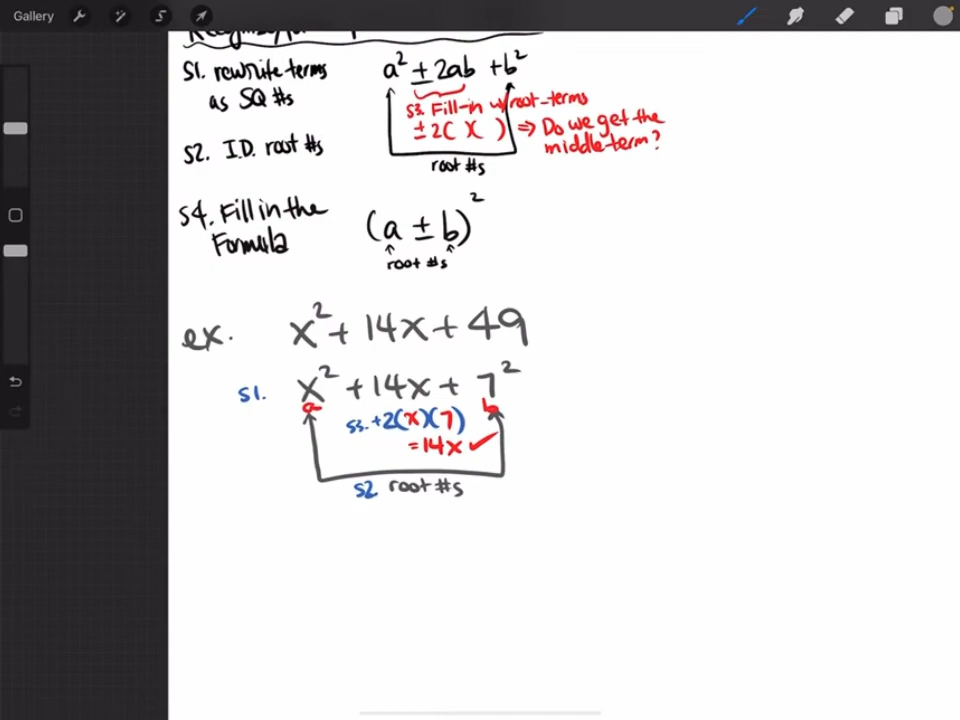 Gallery
S1. rewrite terms
as SQ #s
a² ± 2ab + b²
S3. Fill-in w/ root-terms
± 2( )( ) ⇒ Do we get the
middle term?
root #s
S2. I.D. root #s
S4. Fill in the
Formula
(a ± b)²
root #s
ex. x² + 14x + 49
S1. x² + 14x + 7²
a b
S3. +2(x)(7)
= 14x ✓
S2 root #s